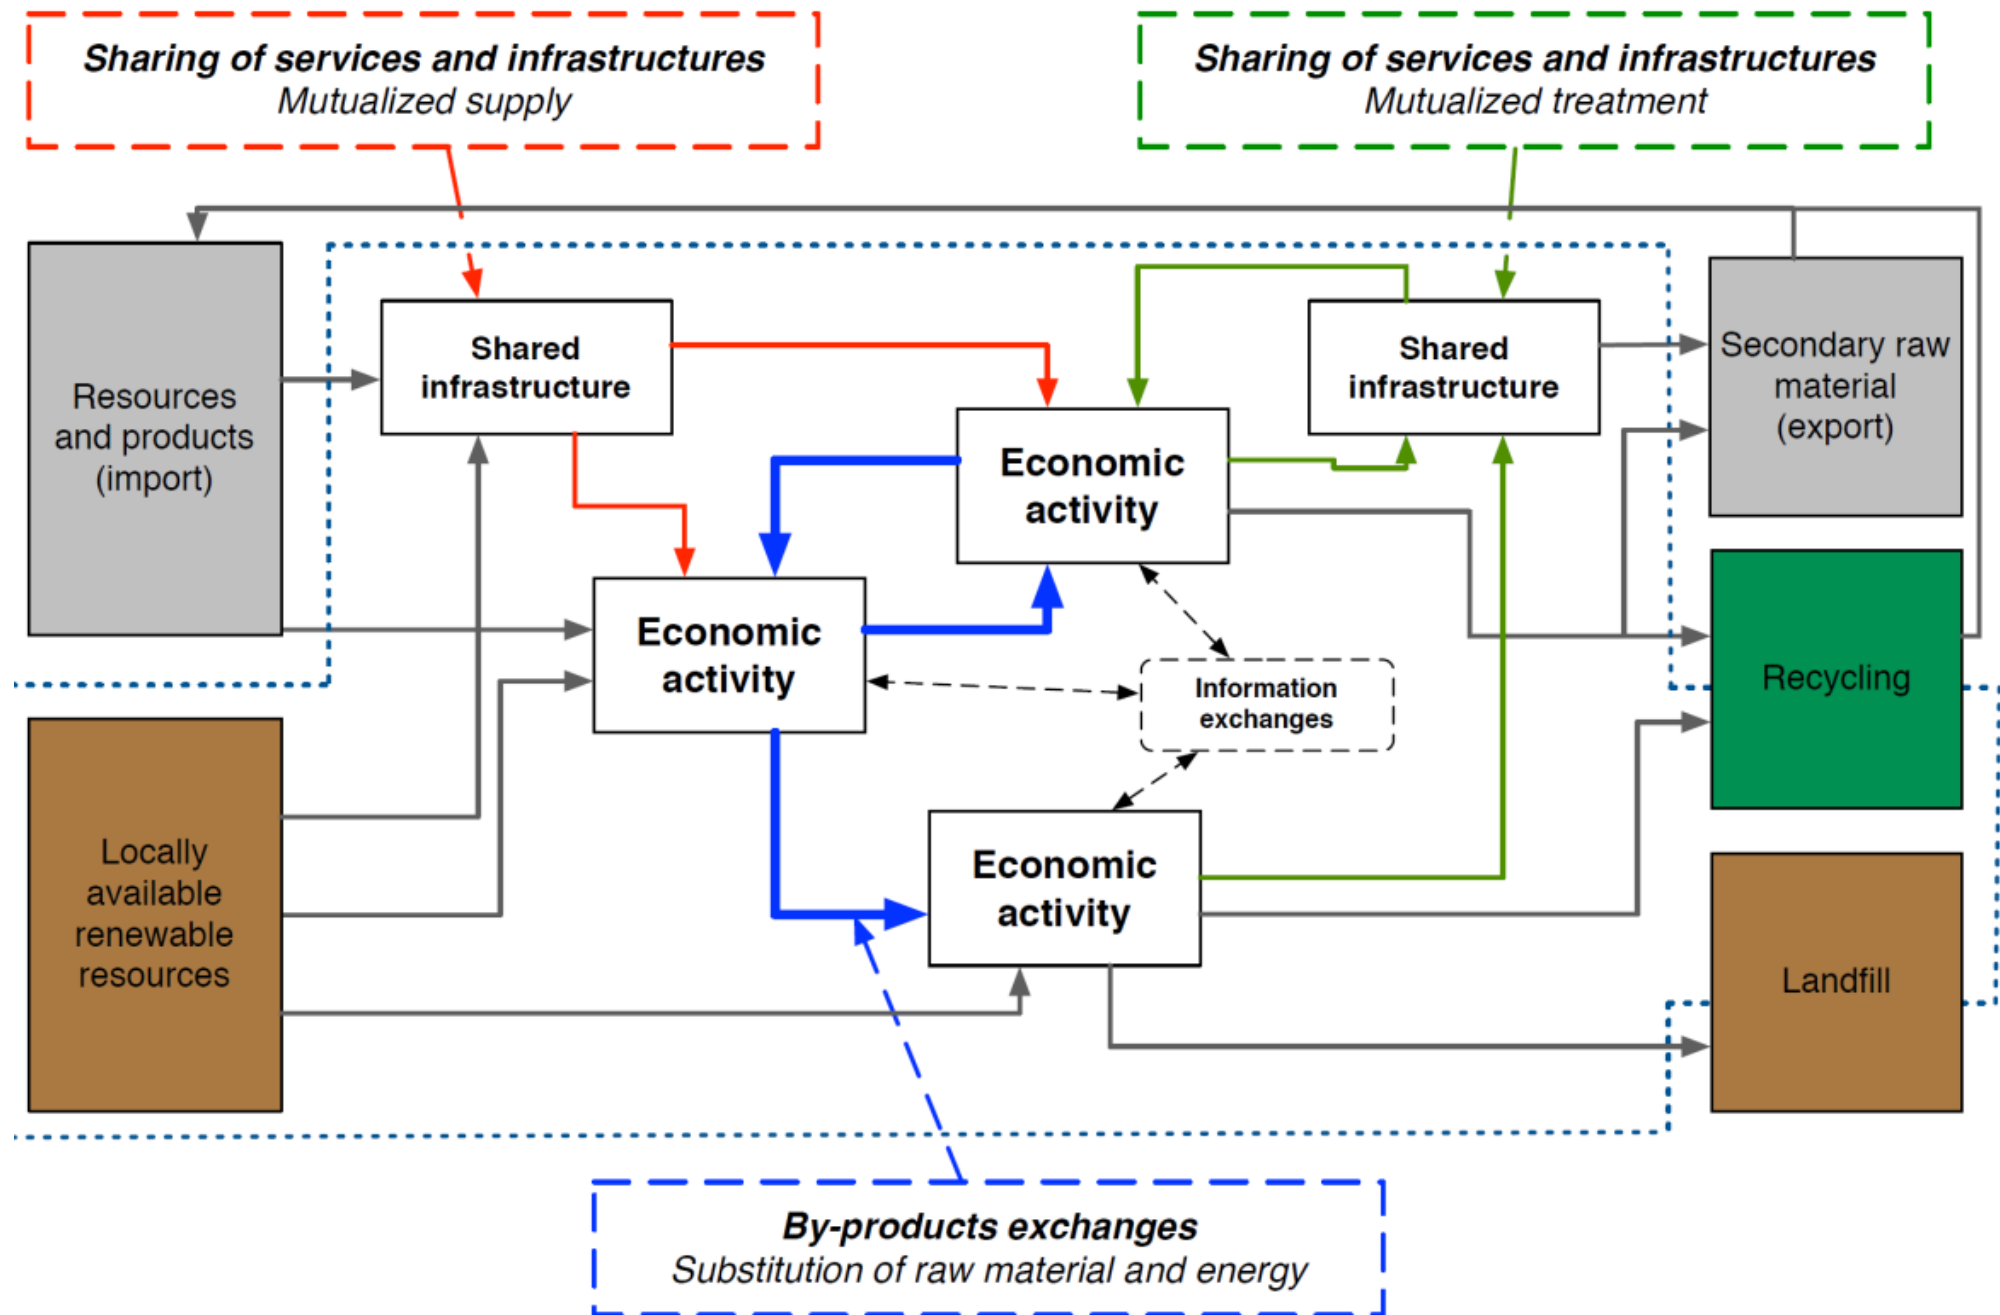 Sharing of services and infrastructures
Mutualized supply
Sharing of services and infrastructures
Mutualized treatment
Resources
and products
(import)
Shared
infrastructure
Shared
infrastructure
Secondary raw
material
(export)
Economic
activity
Economic
activity
Information
exchanges
Recycling
Locally
available
renewable
resources
Economic
activity
Landfill
By-products exchanges
Substitution of raw material and energy